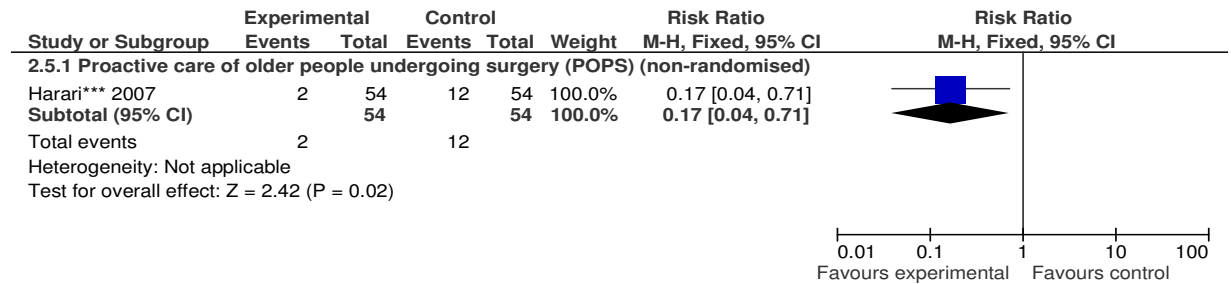 Experimental Control Risk Ratio Risk Ratio
Study or Subgroup Events Total Events Total Weight M-H, Fixed, 95% CI M-H, Fixed, 95% CI
2.5.1 Proactive care of older people undergoing surgery (POPS) (non-randomised)
Harari*** 2007 2 54 12 54 100.0% 0.17 [0.04, 0.71]
Subtotal (95% CI) 54 54 100.0% 0.17 [0.04, 0.71]
Total events 2 12
Heterogeneity: Not applicable
Test for overall effect: Z = 2.42 (P = 0.02)
0.01 0.1 1 10 100
Favours experimental Favours control